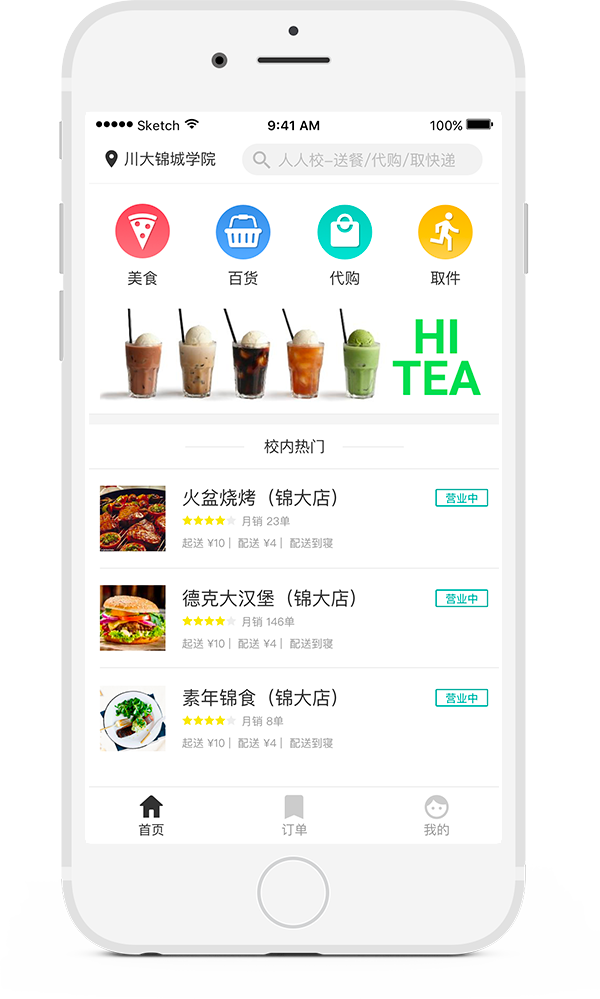 Sketch 9:41 AM 100%
川大锦城学院 人人校-送餐/代购/取快递
美食 百货 代购 取件
HI
TEA
校内热门
火盆烧烤（锦大店） 营业中
月销 23单
起送 ¥10 | 配送 ¥4 | 配送到寝
德克大汉堡（锦大店） 营业中
月销 146单
起送 ¥10 | 配送 ¥4 | 配送到寝
素年锦食（锦大店） 营业中
月销 8单
起送 ¥10 | 配送 ¥4 | 配送到寝
首页 订单 我的